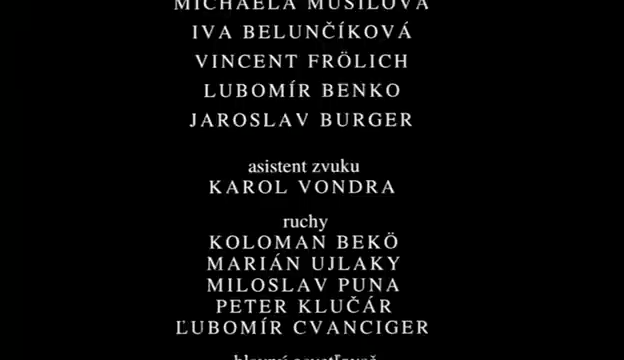 MICHAELA MUSILOVÁ
IVA BELUNČÍKOVÁ
VINCENT FRÖLICH
LUBOMÍR BENKO
JAROSLAV BURGER
asistent zvuku
KAROL VONDRA
ruchy
KOLOMAN BEKÖ
MARIÁN UJLAKY
MILOSLAV PUNA
PETER KLUČÁR
ĽUBOMÍR CVANCIGER